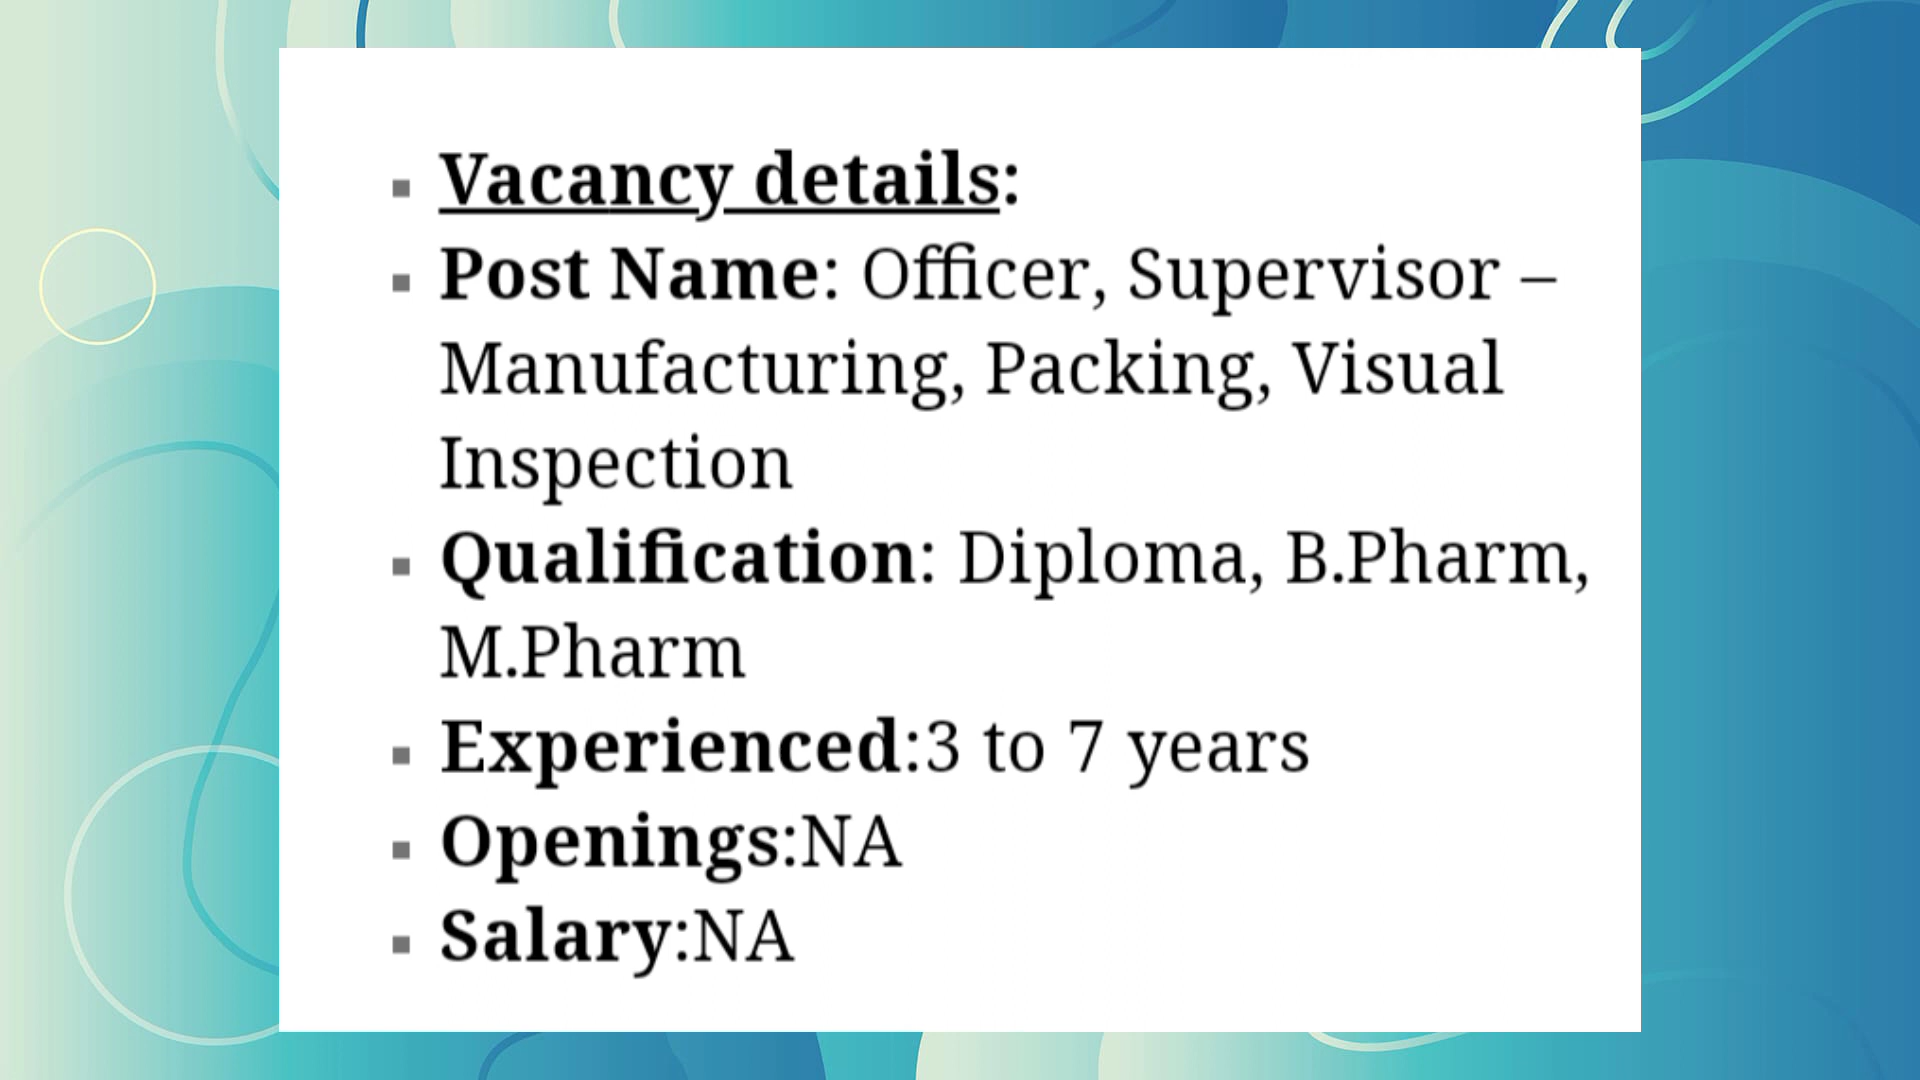 Vacancy details:
Post Name: Officer, Supervisor –
Manufacturing, Packing, Visual
Inspection
Qualification: Diploma, B.Pharm,
M.Pharm
Experienced:3 to 7 years
Openings:NA
Salary:NA